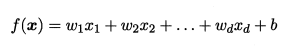 f(x) = w₁x₁ + w₂x₂ + … + w_dx_d + b